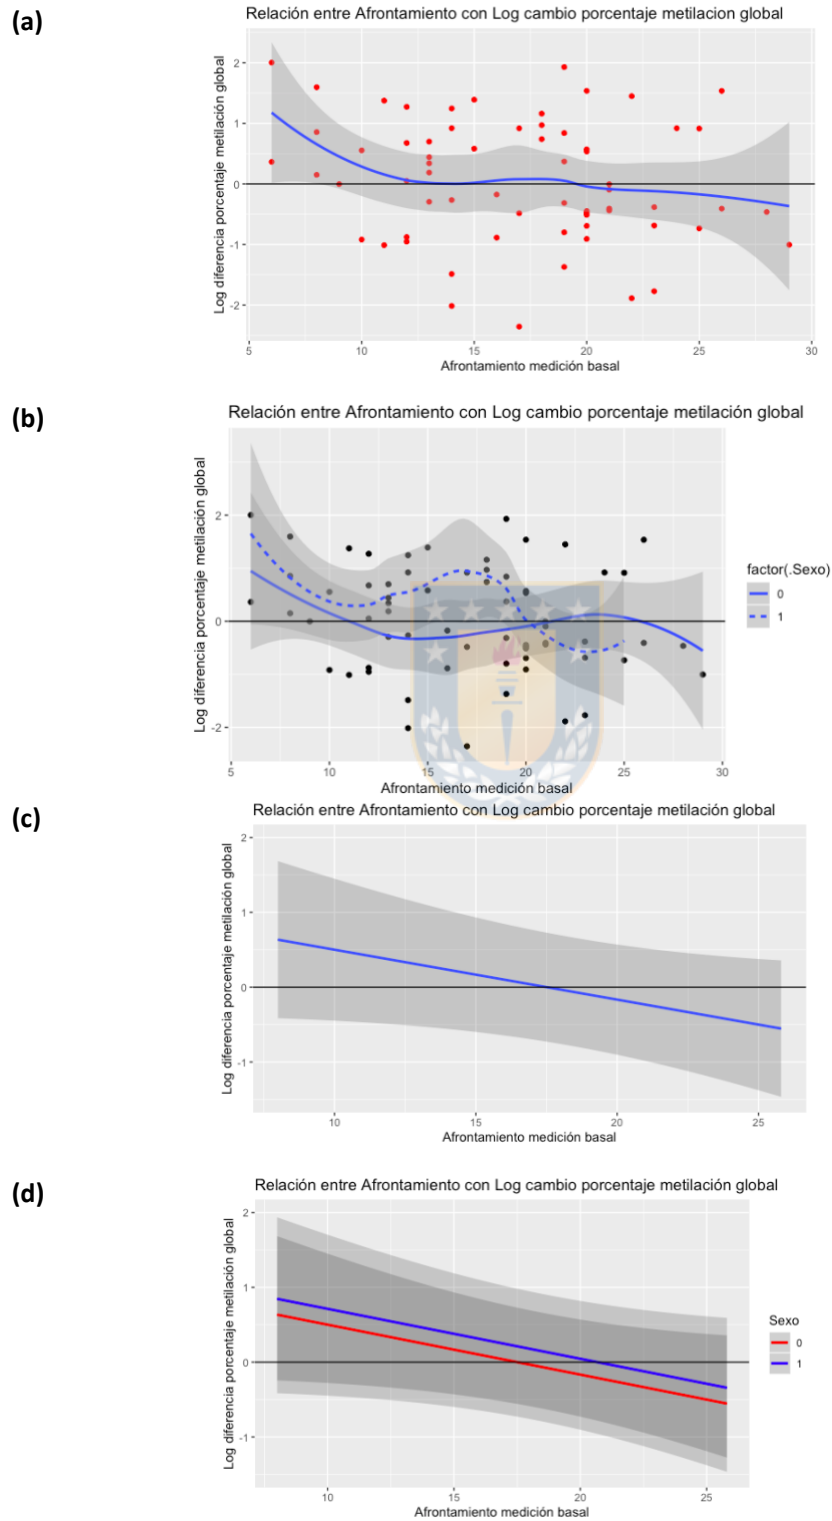 (a)
Relación entre Afrontamiento con Log cambio porcentaje metilacion global
Log diferencia porcentaje metilación global
2
1
0
-1
-2
5
10
15
20
25
30
Afrontamiento medición basal
(b)
Relación entre Afrontamiento con Log cambio porcentaje metilación global
Log diferencia porcentaje metilación global
2
0
-2
5
10
15
20
25
30
Afrontamiento medición basal
factor(.Sexo)
0
1
(c)
Relación entre Afrontamiento con Log cambio porcentaje metilación global
Log diferencia porcentaje metilación global
2
1
0
-1
10
15
20
25
Afrontamiento medición basal
(d)
Relación entre Afrontamiento con Log cambio porcentaje metilación global
Log diferencia porcentaje metilación global
2
1
0
-1
10
15
20
25
Afrontamiento medición basal
Sexo
0
1